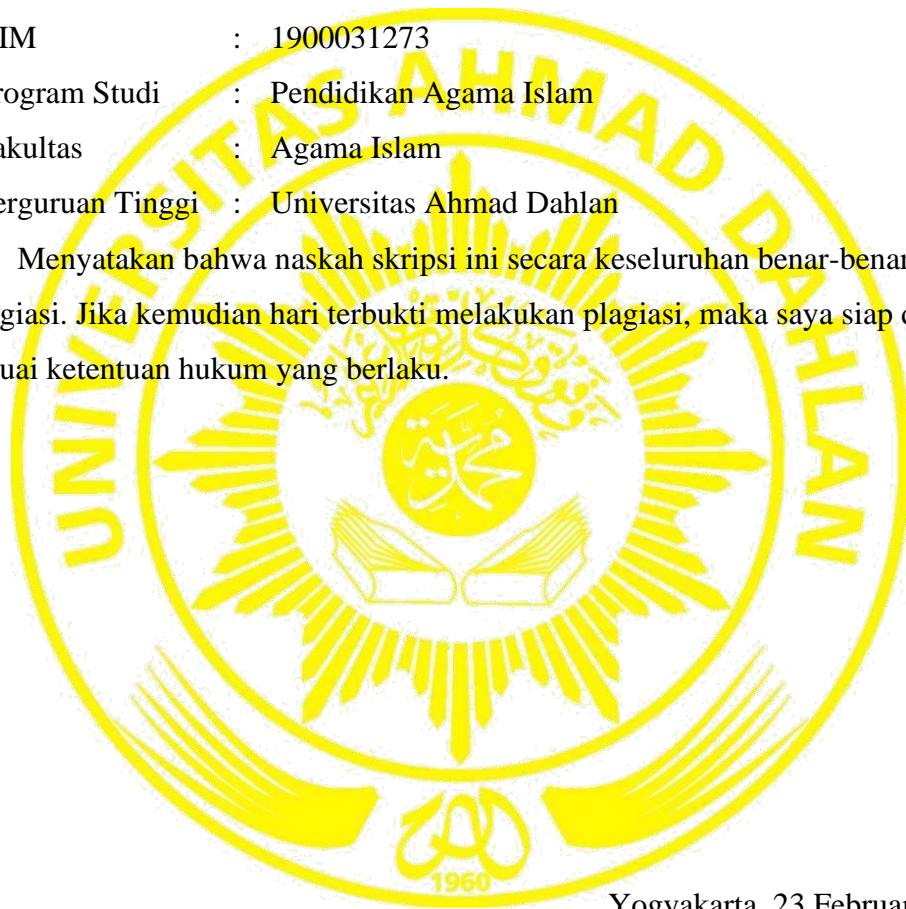 IM : 1900031273
rogram Studi : Pendidikan Agama Islam
akultas : Agama Islam
erguruan Tinggi : Universitas Ahmad Dahlan
Menyatakan bahwa naskah skripsi ini secara keseluruhan benar-benar
giasi. Jika kemudian hari terbukti melakukan plagiasi, maka saya siap
uai ketentuan hukum yang berlaku.
UNIVERSITAS AHMAD DAHLAN
محمد
1960
Yogyakarta, 23 Februar